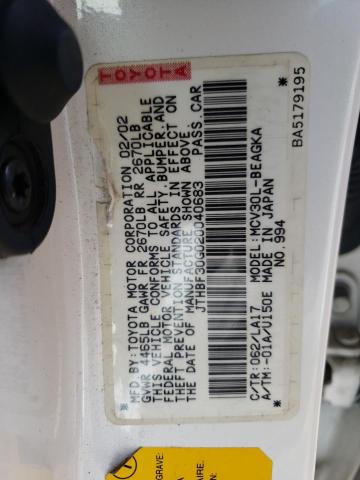 TOYOTA
MFD.BY:TOYOTA MOTOR CORPORATION 02/02
GVWR 4465LB GAWR FR 2670LB RR 2670LB
THIS VEHICLE CONFORMS TO ALL APPLICABLE
FEDERAL MOTOR VEHICLE SAFETY,BUMPER,AND
THEFT PREVENTION STANDARDS IN EFFECT ON
THE DATE OF MANUFACTURE SHOWN ABOVE.
JTHBF30G020040683 PASS.CAR
C/TR:062/LA17 MODEL:MCV30L-BEAGKA
A/TM:-01A/U150E MADE IN JAPAN
NO.994
* BA5179195 *
GRAVE:
AIRE.